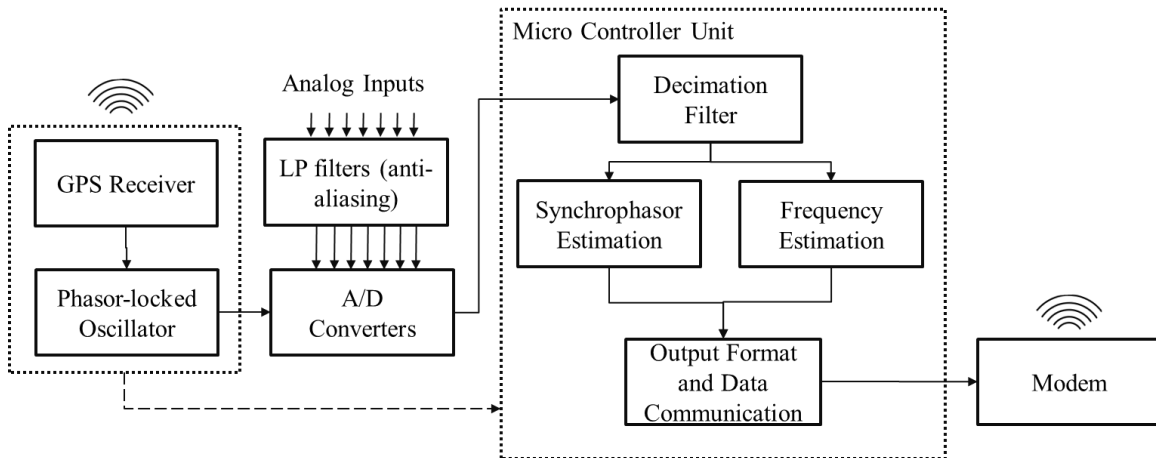 Micro Controller Unit
Analog Inputs
GPS Receiver
LP filters (anti-
aliasing)
Decimation
Filter
Synchrophasor
Estimation
Frequency
Estimation
Phasor-locked
Oscillator
A/D
Converters
Output Format
and Data
Communication
Modem